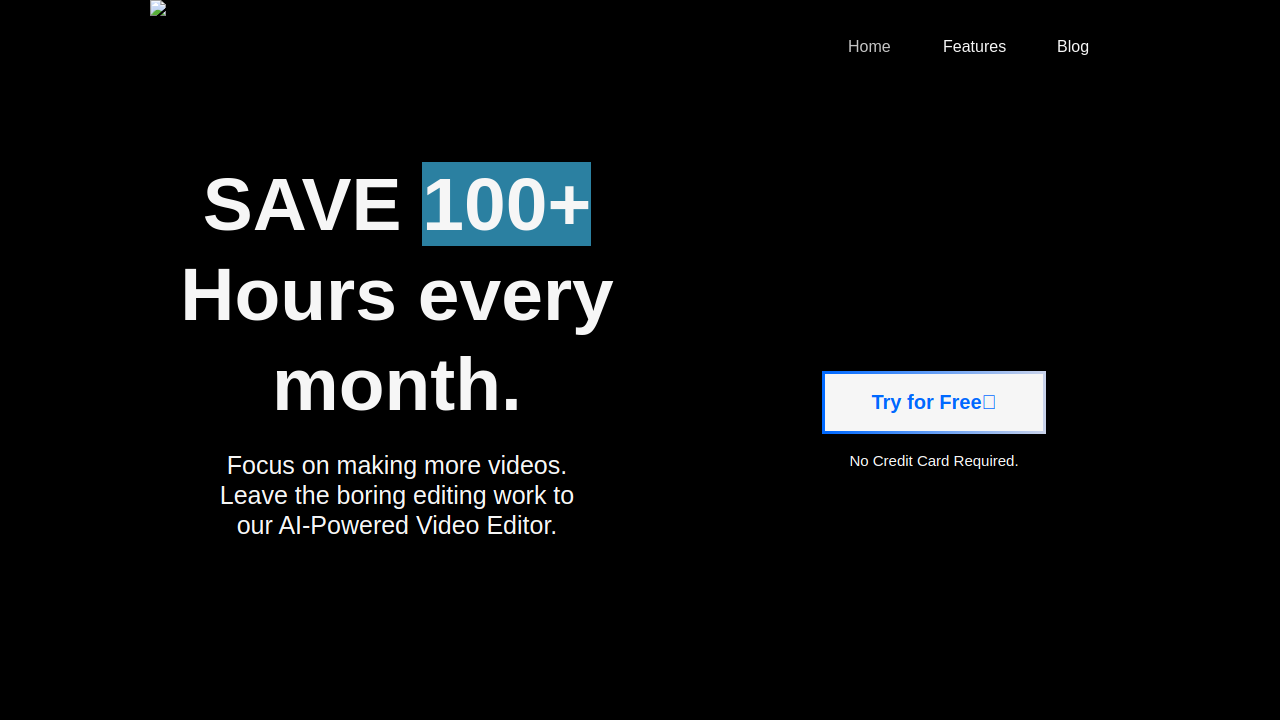 Home Features Blog
SAVE 100+
Hours every
month.
Focus on making more videos.
Leave the boring editing work to
our AI-Powered Video Editor.
Try for Free
No Credit Card Required.